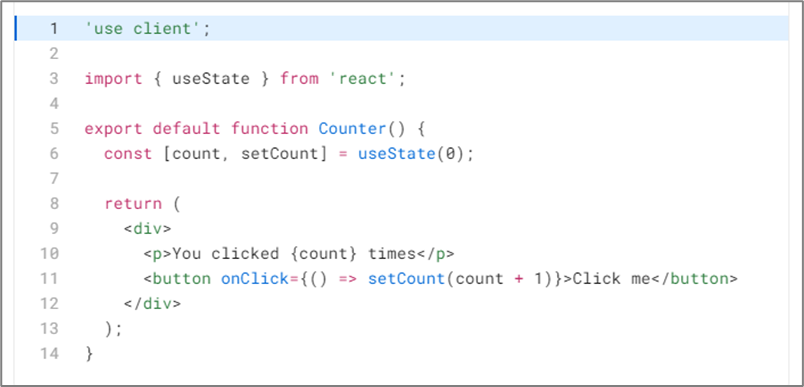 1 'use client';
2
3 import { useState } from 'react';
4
5 export default function Counter() {
6 const [count, setCount] = useState(0);
7
8 return (
9 <div>
10 <p>You clicked {count} times</p>
11 <button onClick={() => setCount(count + 1)}>Click me</button>
12 </div>
13 );
14 }